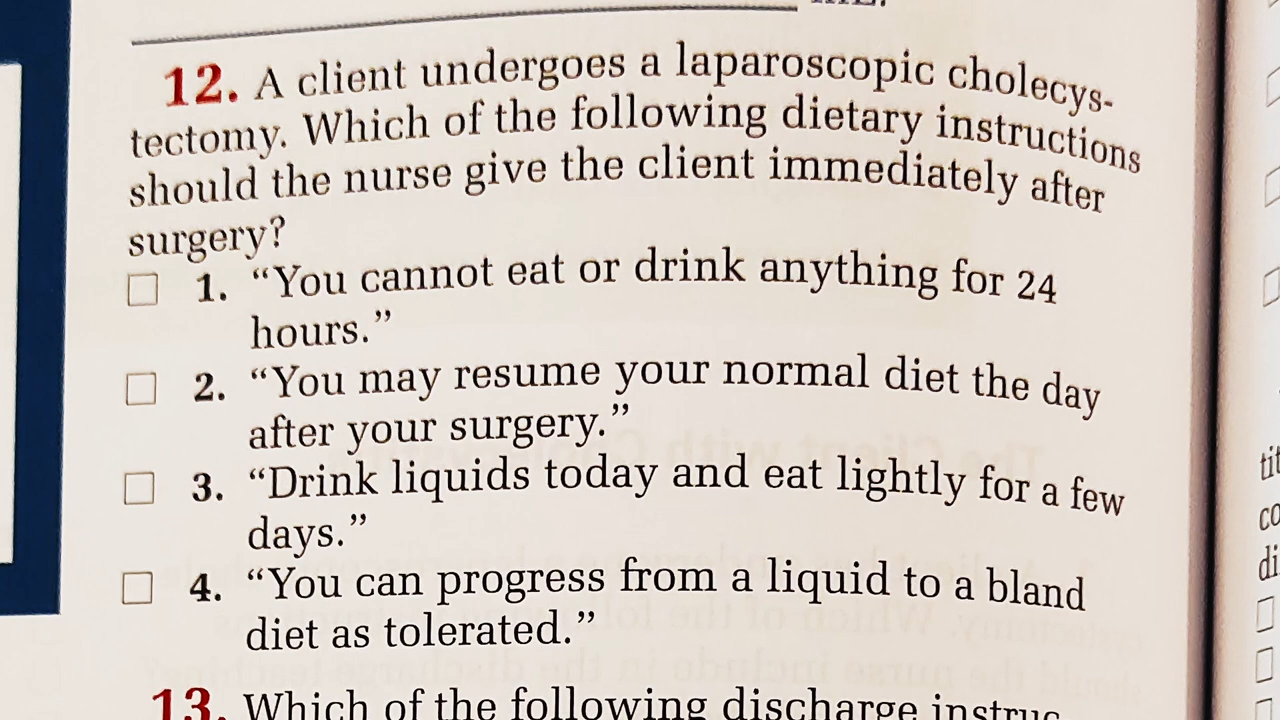 12. A client undergoes a laparoscopic cholecys-
tectomy. Which of the following dietary instructions
should the nurse give the client immediately after
surgery?
1. “You cannot eat or drink anything for 24
hours.”
2. “You may resume your normal diet the day
after your surgery.”
3. “Drink liquids today and eat lightly for a few
days.”
4. “You can progress from a liquid to a bland
diet as tolerated.”
13. Which of the following discharge instruc
tit
co
di